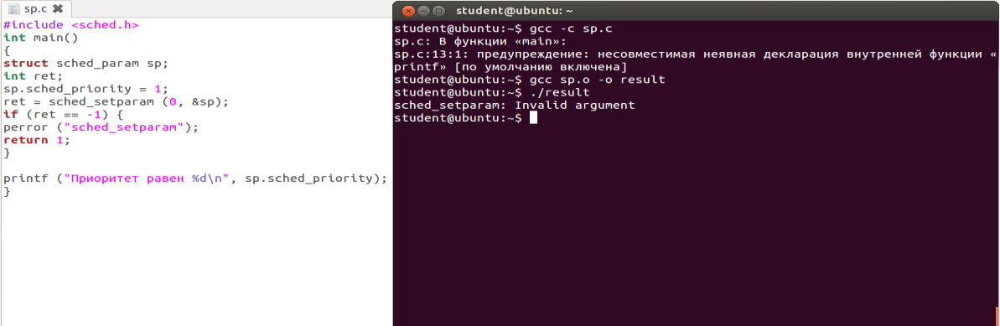 sp.c
#include <sched.h>
int main()
{
struct sched_param sp;
int ret;
sp.sched_priority = 1;
ret = sched_setparam (0, &sp);
if (ret == -1) {
perror ("sched_setparam");
return 1;
}
printf ("Приоритет равен %d\n", sp.sched_priority);
}
student@ubuntu: ~
student@ubuntu:~$ gcc -c sp.c
sp.c: В функции «main»:
sp.c:13:1: предупреждение: несовместимая неявная декларация внутренней функции «
printf» [по умолчанию включена]
student@ubuntu:~$ gcc sp.o -o result
student@ubuntu:~$ ./result
sched_setparam: Invalid argument
student@ubuntu:~$